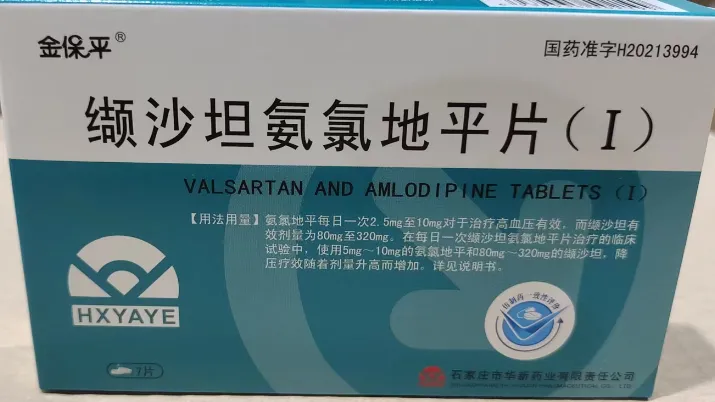 金保平®
国药准字H20213994
缬沙坦氨氯地平片(Ⅰ)
VALSARTAN AND AMLODIPINE TABLETS (I)
【用法用量】氨氯地平每日一次2.5mg至10mg对于治疗高血压有效,而缬沙坦有
效剂量为80mg至320mg。在每日一次缬沙坦氨氯地平片治疗的临床
试验中,使用5mg~10mg的氨氯地平和80mg~320mg的缬沙坦。降
压疗效随着剂量升高而增加。详见说明书。
HXYAYE
仿制药一致性评价
7片
石家庄市华新药业有限责任公司